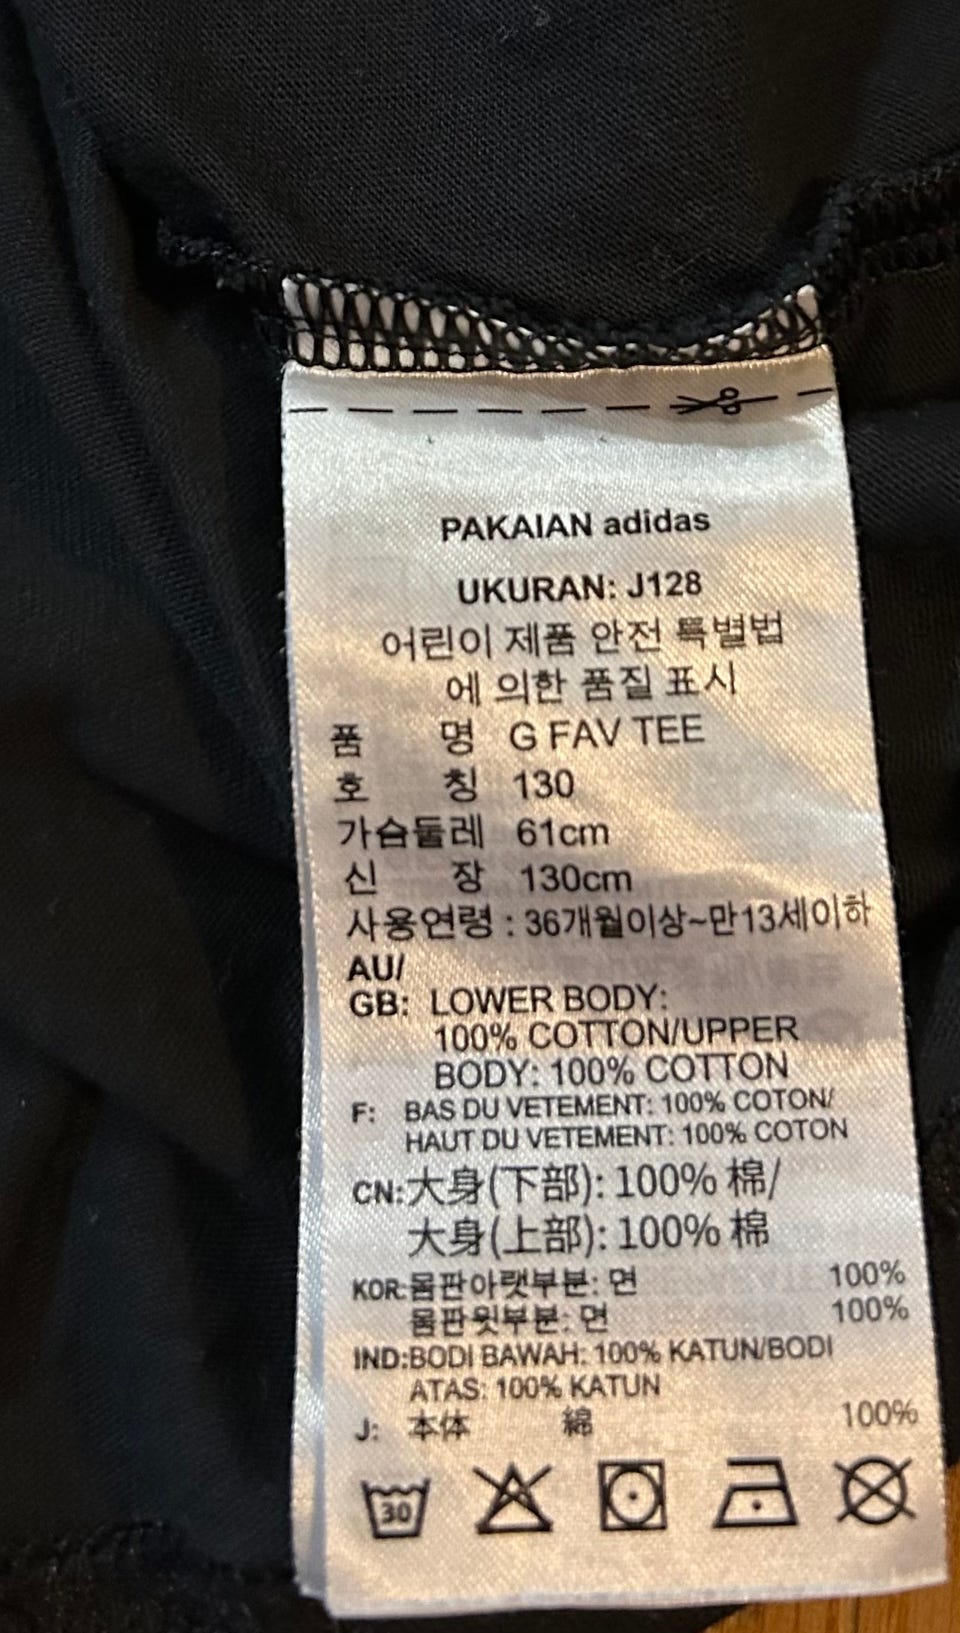 PAKAIAN adidas
UKURAN: J128
어린이 제품 안전 특별법
에 의한 품질 표시
품 명 G FAV TEE
호 칭 130
가슴둘레 61cm
신 장 130cm
사용연령 : 36개월이상~만13세이하
AU/
GB: LOWER BODY:
100% COTTON/UPPER
BODY: 100% COTTON
F: BAS DU VETEMENT: 100% COTON/
HAUT DU VETEMENT: 100% COTON
CN:大身(下部): 100% 棉/
大身(上部): 100% 棉
KOR:몸판아랫부분: 면 100%
몸판윗부분: 면 100%
IND:BODI BAWAH: 100% KATUN/BODI
ATAS: 100% KATUN
J: 本体 綿 100%
30